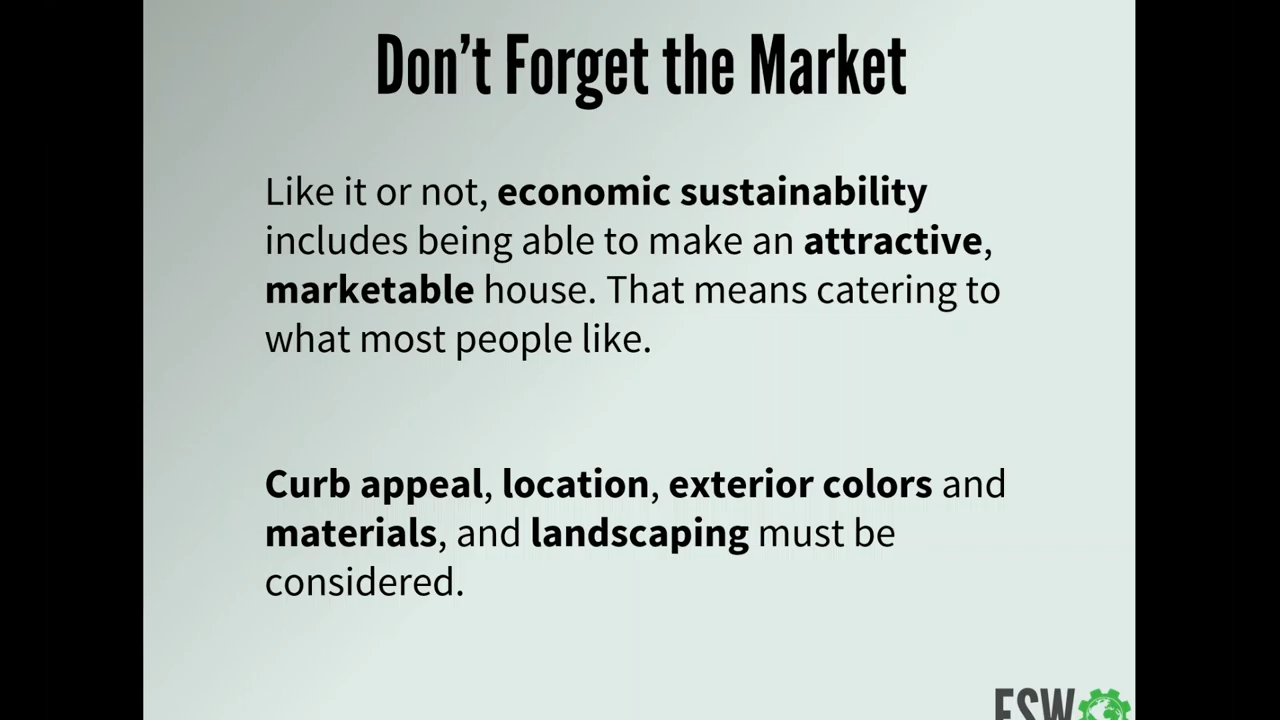 Don't Forget the Market
Like it or not, economic sustainability
includes being able to make an attractive,
marketable house. That means catering to
what most people like.
Curb appeal, location, exterior colors and
materials, and landscaping must be
considered.
ESW